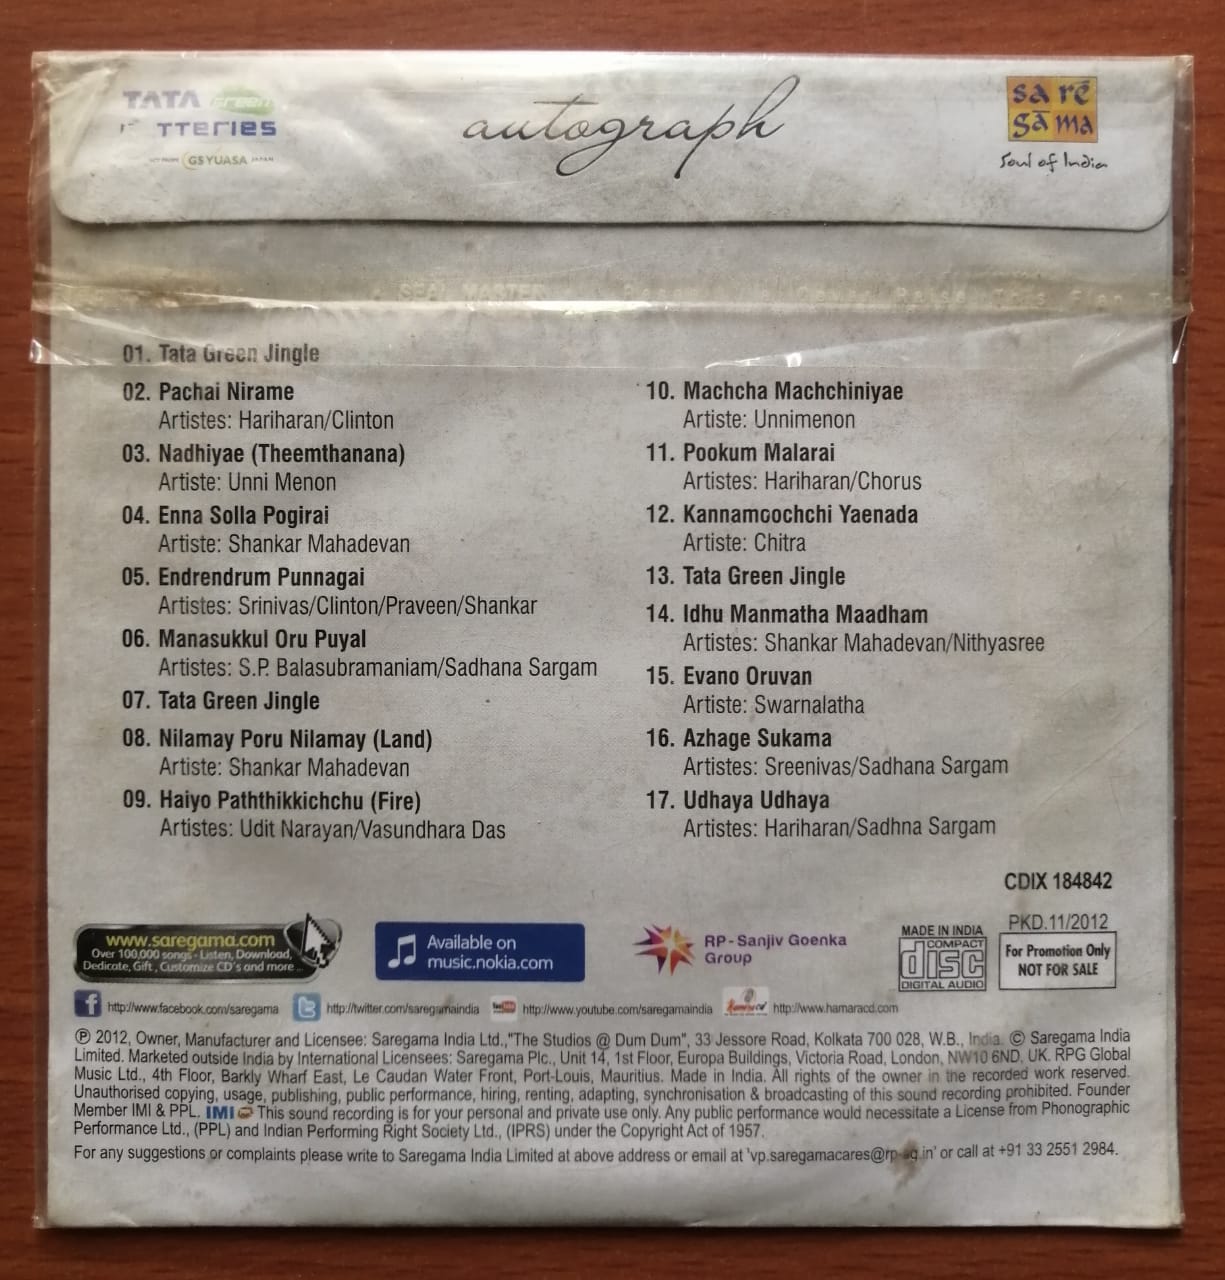 TATA Green
TTERIES
GS YUASA JAPAN
autograph
sa re
ga ma
Soul of India
SEAL MASTER
01. Tata Green Jingle
02. Pachai Nirame
Artistes: Hariharan/Clinton
03. Nadhiyae (Theemthanana)
Artiste: Unni Menon
04. Enna Solla Pogirai
Artiste: Shankar Mahadevan
05. Endrendrum Punnagai
Artistes: Srinivas/Clinton/Praveen/Shankar
06. Manasukkul Oru Puyal
Artistes: S.P. Balasubramaniam/Sadhana Sargam
07. Tata Green Jingle
08. Nilamay Poru Nilamay (Land)
Artiste: Shankar Mahadevan
09. Haiyo Paththikkichchu (Fire)
Artistes: Udit Narayan/Vasundhara Das
10. Machcha Machchiniyae
Artiste: Unnimenon
11. Pookum Malarai
Artistes: Hariharan/Chorus
12. Kannamoochchi Yaenada
Artiste: Chitra
13. Tata Green Jingle
14. Idhu Manmatha Maadham
Artistes: Shankar Mahadevan/Nithyasree
15. Evano Oruvan
Artiste: Swarnalatha
16. Azhage Sukama
Artistes: Sreenivas/Sadhana Sargam
17. Udhaya Udhaya
Artistes: Hariharan/Sadhna Sargam
CDIX 184842
www.saregama.com
Over 100,000 songs - Listen, Download,
Dedicate, Gift , Customize CD's and more ...
Available on
music.nokia.com
RP - Sanjiv Goenka
Group
MADE IN INDIA
COMPACT
disc
DIGITAL AUDIO
PKD.11/2012
For Promotion Only
NOT FOR SALE
http://www.facebook.com/saregama http://twitter.com/saregamaindia http://www.youtube.com/saregamaindia http://www.hamaracd.com
℗ 2012, Owner, Manufacturer and Licensee: Saregama India Ltd.,"The Studios @ Dum Dum", 33 Jessore Road, Kolkata 700 028, W.B., India. © Saregama India
Limited. Marketed outside India by International Licensees: Saregama Plc., Unit 14, 1st Floor, Europa Buildings, Victoria Road, London, NW10 6ND, UK. RPG Global
Music Ltd., 4th Floor, Barkly Wharf East, Le Caudan Water Front, Port-Louis, Mauritius. Made in India. All rights of the owner in the recorded work reserved.
Unauthorised copying, usage, publishing, public performance, hiring, renting, adapting, synchronisation & broadcasting of this sound recording prohibited. Founder
Member IMI & PPL. IMI This sound recording is for your personal and private use only. Any public performance would necessitate a License from Phonographic
Performance Ltd., (PPL) and Indian Performing Right Society Ltd., (IPRS) under the Copyright Act of 1957.
For any suggestions or complaints please write to Saregama India Limited at above address or email at 'vp.saregamacares@rp-sg.in' or call at +91 33 2551 2984.